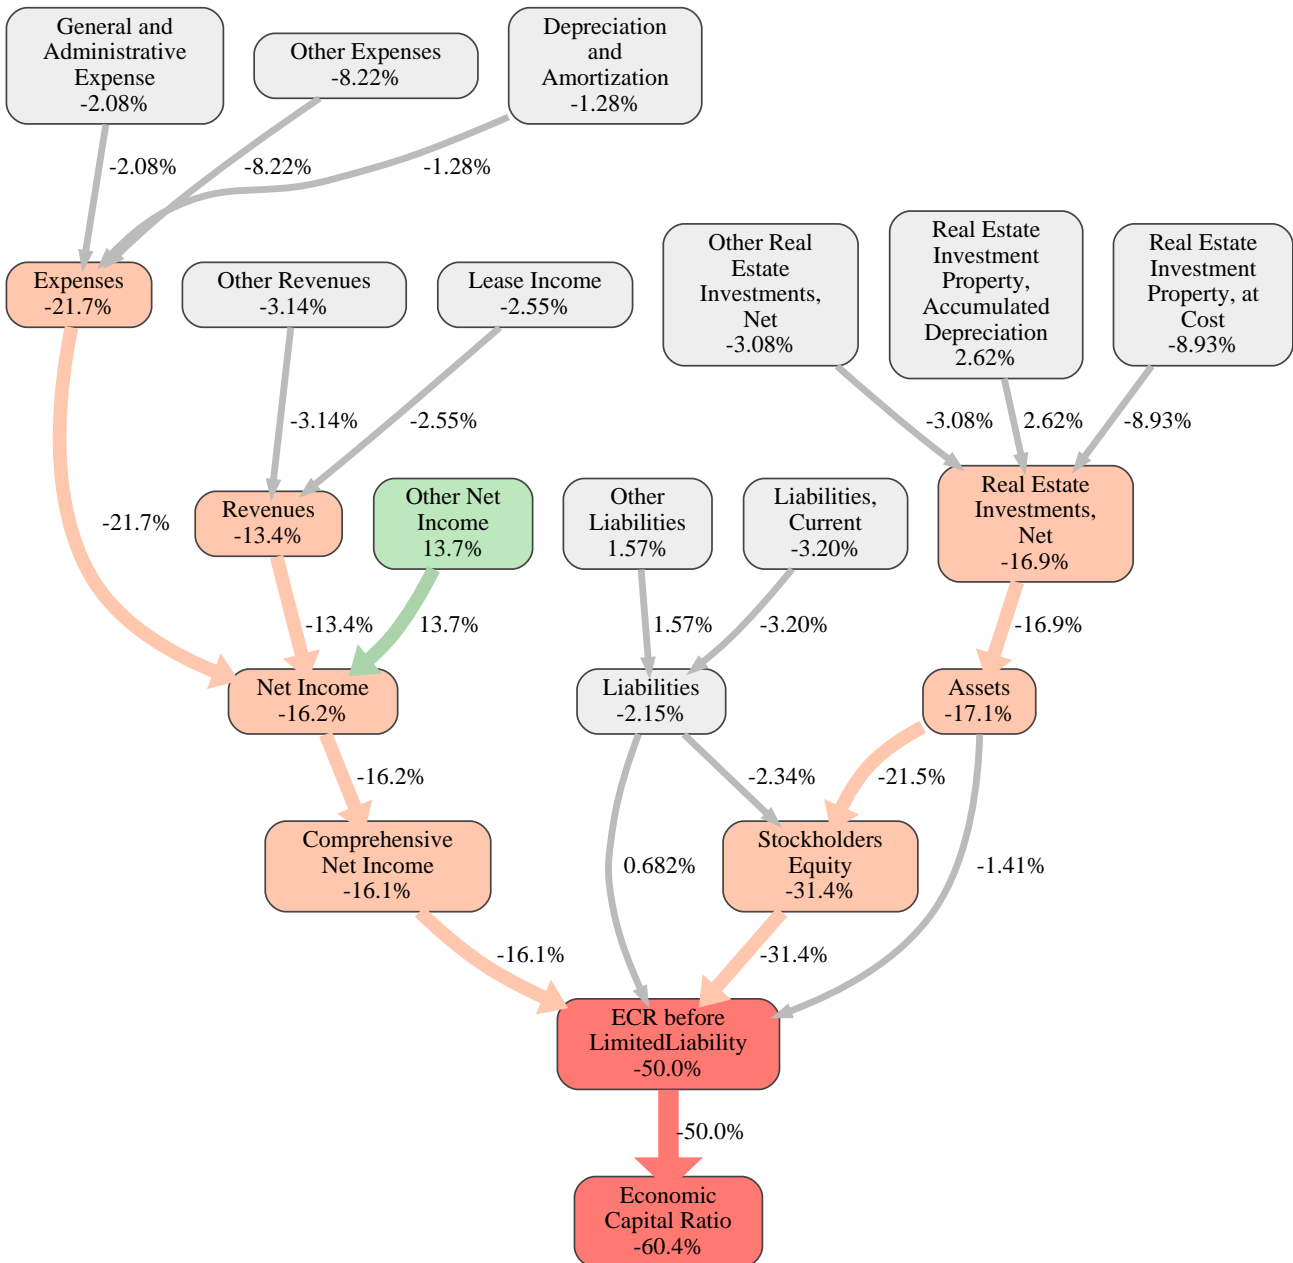 General and
Administrative
Expense
-2.08%
Other Expenses
-8.22%
Depreciation
and
Amortization
-1.28%
-2.08%
-8.22%
-1.28%
Expenses
-21.7%
Other Revenues
-3.14%
Lease Income
-2.55%
Other Real
Estate
Investments,
Net
-3.08%
Real Estate
Investment
Property,
Accumulated
Depreciation
2.62%
Real Estate
Investment
Property, at
Cost
-8.93%
-3.14%
-2.55%
-3.08%
2.62%
-8.93%
-21.7%
Revenues
-13.4%
Other Net
Income
13.7%
Other
Liabilities
1.57%
Liabilities,
Current
-3.20%
Real Estate
Investments,
Net
-16.9%
-13.4%
13.7%
1.57%
-3.20%
-16.9%
Net Income
-16.2%
Liabilities
-2.15%
Assets
-17.1%
-16.2%
-2.34%
-21.5%
Comprehensive
Net Income
-16.1%
0.682%
Stockholders
Equity
-31.4%
-1.41%
-16.1%
-31.4%
ECR before
LimitedLiability
-50.0%
-50.0%
Economic
Capital Ratio
-60.4%